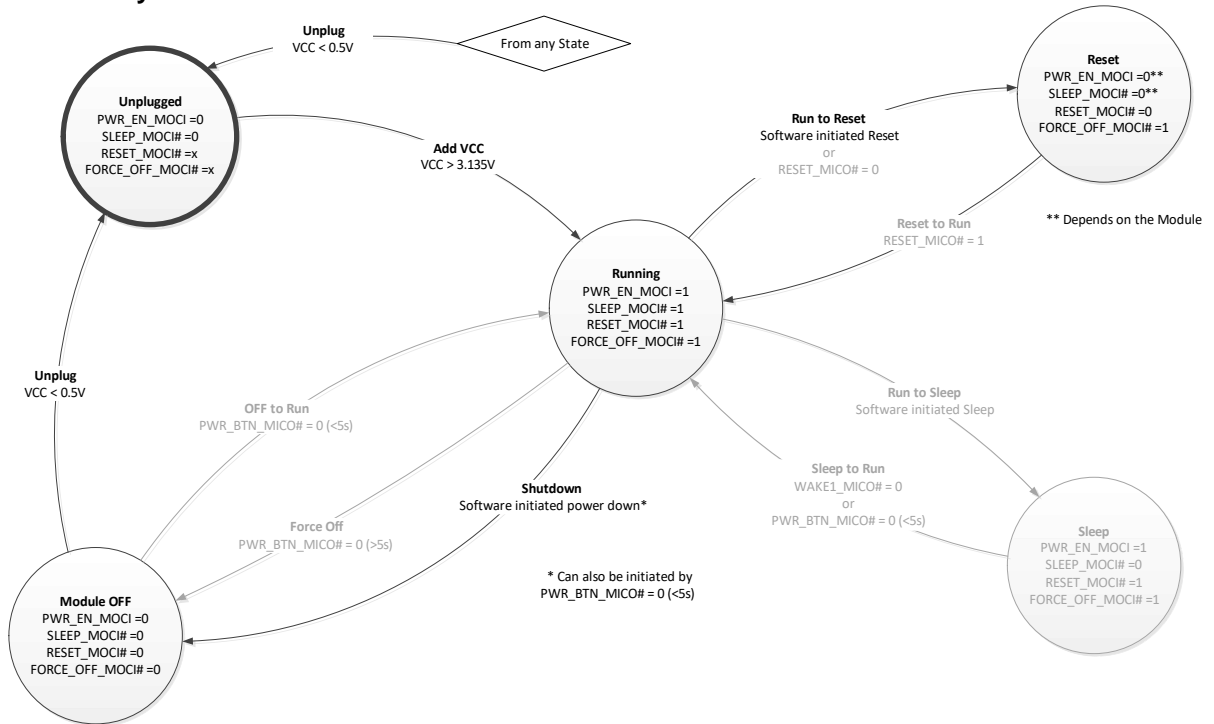 Unplug
VCC < 0.5V
From any State
Unplugged
PWR_EN_MOCI =0
SLEEP_MOCI# =0
RESET_MOCI# =x
FORCE_OFF_MOCI# =x
Add VCC
VCC > 3.135V
Run to Reset
Software initiated Reset
or
RESET_MICO# = 0
Reset
PWR_EN_MOCI =0**
SLEEP_MOCI# =0**
RESET_MOCI# =0
FORCE_OFF_MOCI# =1
Reset to Run
RESET_MICO# = 1
** Depends on the Module
Running
PWR_EN_MOCI =1
SLEEP_MOCI# =1
RESET_MOCI# =1
FORCE_OFF_MOCI# =1
Unplug
VCC < 0.5V
OFF to Run
PWR_BTN_MICO# = 0 (<5s)
Run to Sleep
Software initiated Sleep
Sleep to Run
WAKE1_MICO# = 0
or
PWR_BTN_MICO# = 0 (<5s)
Shutdown
Software initiated power down*
Force Off
PWR_BTN_MICO# = 0 (>5s)
Sleep
PWR_EN_MOCI =1
SLEEP_MOCI# =0
RESET_MOCI# =1
FORCE_OFF_MOCI# =1
* Can also be initiated by
PWR_BTN_MICO# = 0 (<5s)
Module OFF
PWR_EN_MOCI =0
SLEEP_MOCI# =0
RESET_MOCI# =0
FORCE_OFF_MOCI# =0